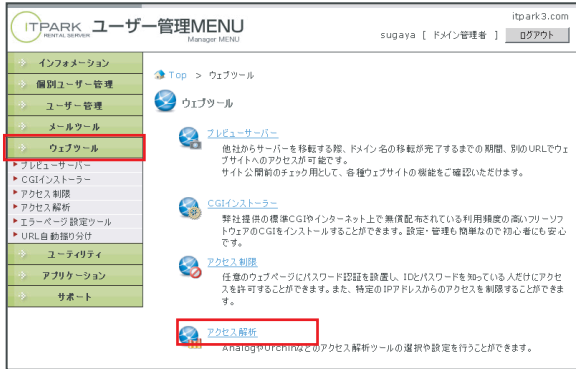 ITPARK ユーザー管理MENU
RENTAL SERVER Manager MENU
itpark3.com
sugaya [ ドメイン管理者 ] ログアウト
インフォメーション
個別ユーザー管理
ユーザー管理
メールツール
ウェブツール
プレビューサーバー
CGIインストーラー
アクセス制限
アクセス解析
エラーページ設定ツール
URL自動振り分け
ユーティリティ
アプリケーション
サポート
Top > ウェブツール
ウェブツール
プレビューサーバー
他社からサーバーを移転する際、ドメイン名の移転が完了するまでの期間、別のURLでウェ
ブサイトへのアクセスが可能です。
サイト公開前のチェック用として、各種ウェブサイトの機能をご確認いただけます。
CGIインストーラー
弊社提供の標準CGIやインターネット上で無償配布されている利用頻度の高いフリーソフ
トウェアのCGIをインストールすることができます。設定・管理も簡単なので初心者にも安心
です。
アクセス制限
任意のウェブページにパスワード認証を設置し、IDとパスワードを知っている人だけにアクセ
スを許可することができます。また、特定のIPアドレスからのアクセスを制限することができま
す。
アクセス解析
AnalogやUrchinなどのアクセス解析ツールの選択や設定を行うことができます。